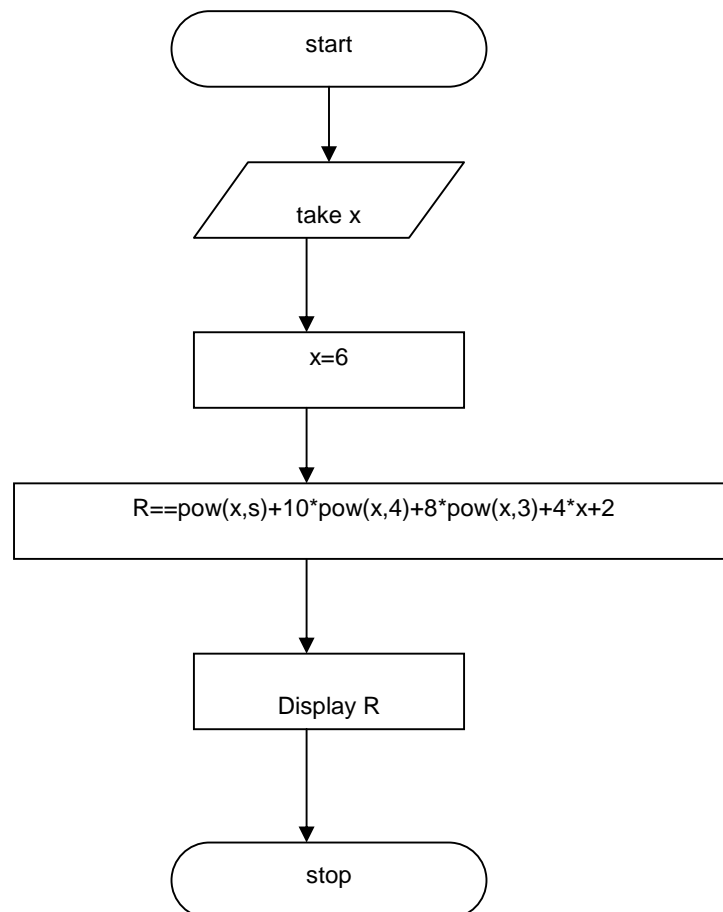 start
take x
x=6
R==pow(x,s)+10*pow(x,4)+8*pow(x,3)+4*x+2
Display R
stop